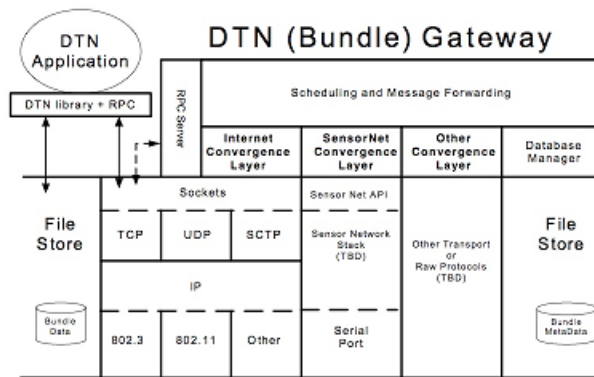 DTN
Application
DTN (Bundle) Gateway
DTN library + RPC
RPC Server
Scheduling and Message Forwarding
Internet
Convergence
Layer
SensorNet
Convergence
Layer
Other
Convergence
Layer
Database
Manager
File
Store
Sockets
TCP
UDP
SCTP
IP
802.3
802.11
Other
Sensor Net API
Sensor Network
Stack
(TBD)
Serial
Port
Other Transport
or
Raw Protocols
(TBD)
File
Store
Bundle
Data
Bundle
MetaData